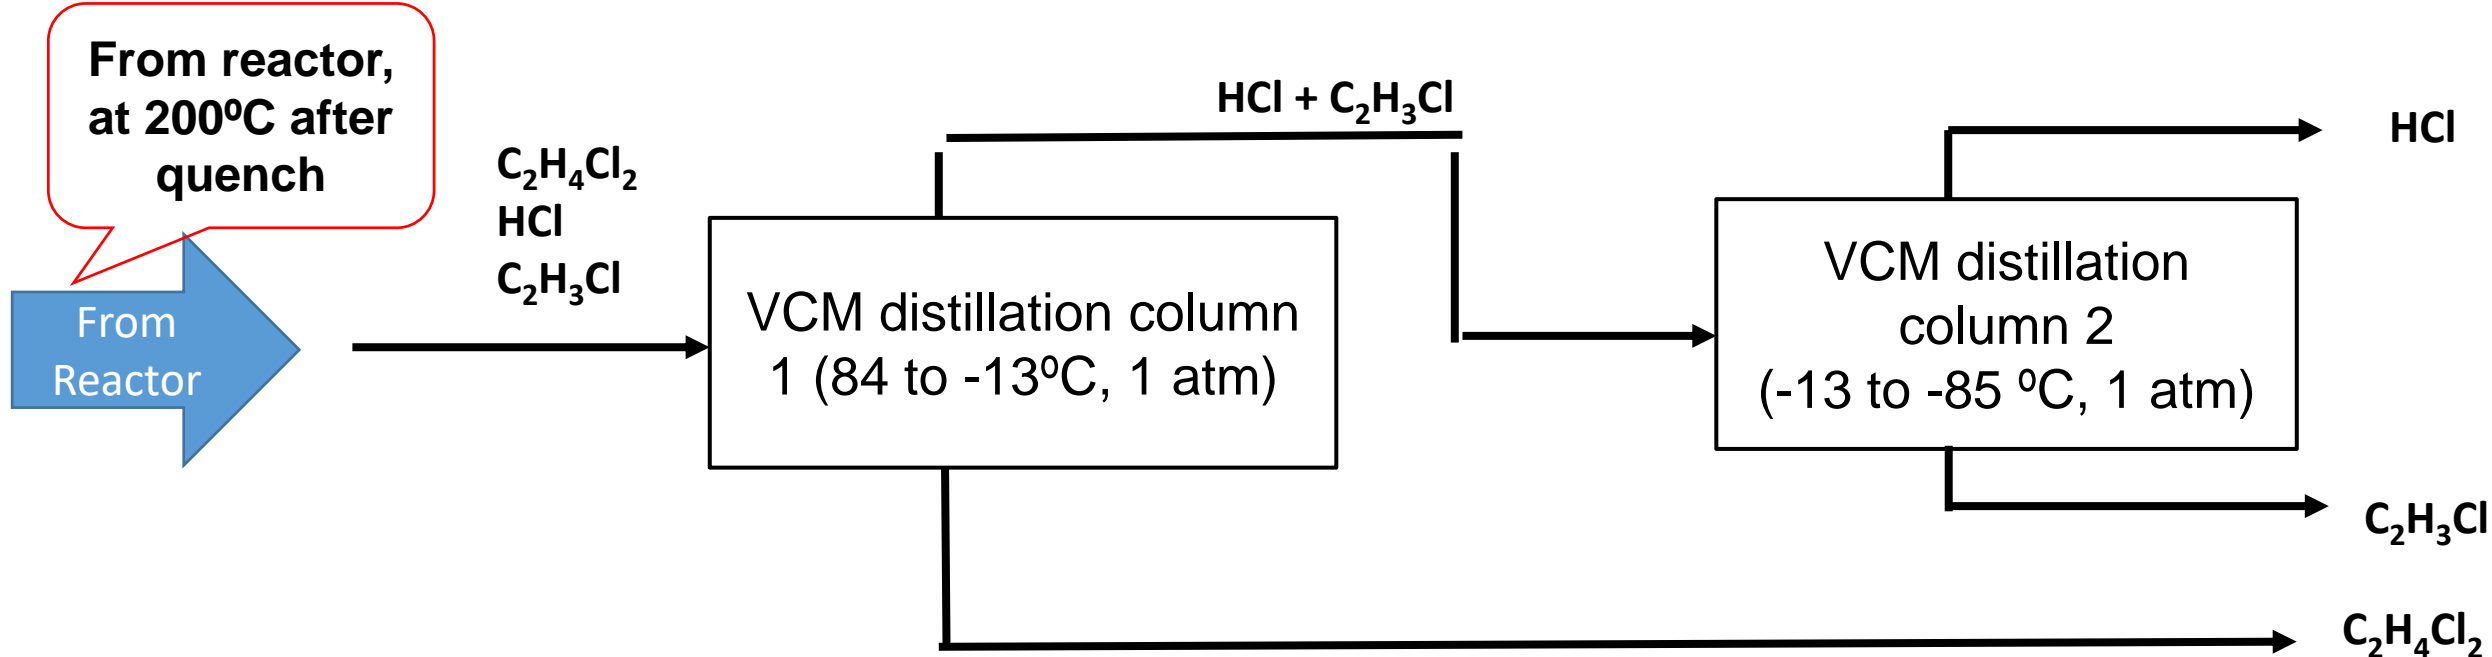 From reactor,
at 200ºC after
quench
From
Reactor
C₂H₄Cl₂
HCl
C₂H₃Cl
VCM distillation column
1 (84 to -13ºC, 1 atm)
HCl + C₂H₃Cl
VCM distillation
column 2
(-13 to -85 ºC, 1 atm)
HCl
C₂H₃Cl
C₂H₄Cl₂